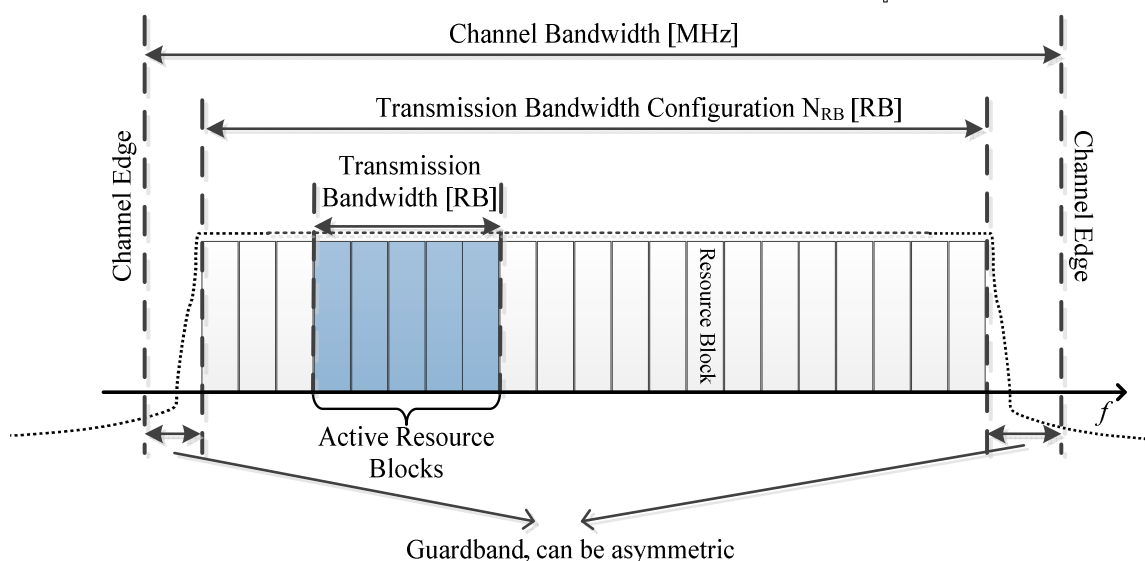 Channel Bandwidth [MHz]
Transmission Bandwidth Configuration N_RB [RB]
Channel Edge
Transmission
Bandwidth [RB]
Channel Edge
Resource Block
f
Active Resource
Blocks
Guardband, can be asymmetric